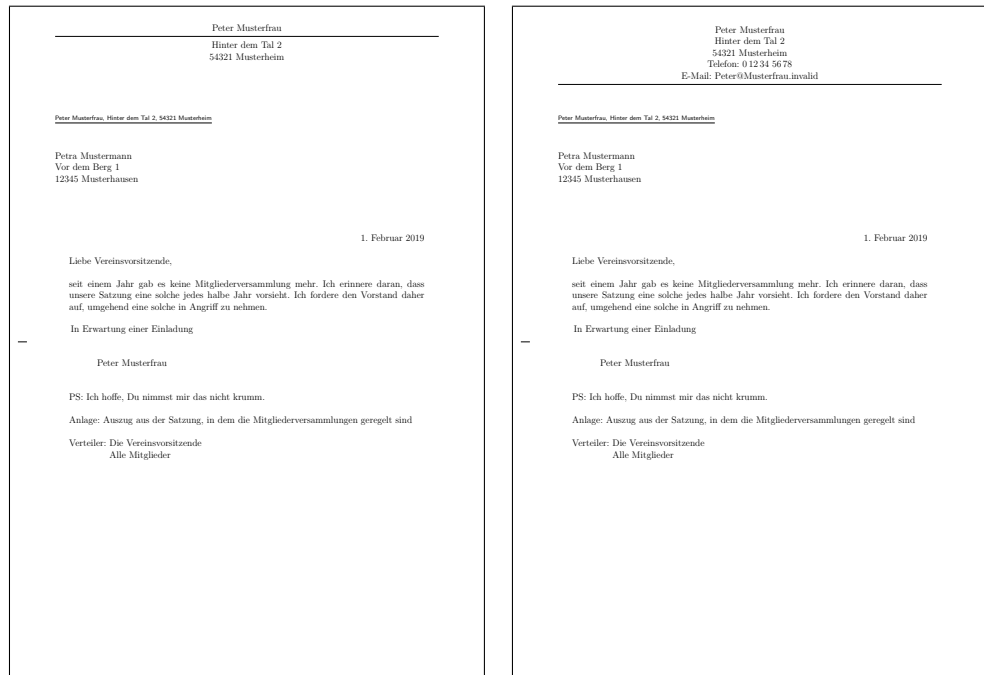 Peter Musterfrau
Hinter dem Tal 2
54321 Musterheim
Peter Musterfrau, Hinter dem Tal 2, 54321 Musterheim
Petra Mustermann
Vor dem Berg 1
12345 Musterhausen
1. Februar 2019
Liebe Vereinsvorsitzende,
seit einem Jahr gab es keine Mitgliederversammlung mehr. Ich erinnere daran, dass
unsere Satzung eine solche jedes halbe Jahr vorsieht. Ich fordere den Vorstand daher
auf, umgehend eine solche in Angriff zu nehmen.
In Erwartung einer Einladung
Peter Musterfrau
PS: Ich hoffe, Du nimmst mir das nicht krumm.
Anlage: Auszug aus der Satzung, in dem die Mitgliederversammlungen geregelt sind
Verteiler: Die Vereinsvorsitzende
Alle Mitglieder
Peter Musterfrau
Hinter dem Tal 2
54321 Musterheim
Telefon: 0 12 34 56 78
E-Mail: Peter@Musterfrau.invalid
Peter Musterfrau, Hinter dem Tal 2, 54321 Musterheim
Petra Mustermann
Vor dem Berg 1
12345 Musterhausen
1. Februar 2019
Liebe Vereinsvorsitzende,
seit einem Jahr gab es keine Mitgliederversammlung mehr. Ich erinnere daran, dass
unsere Satzung eine solche jedes halbe Jahr vorsieht. Ich fordere den Vorstand daher
auf, umgehend eine solche in Angriff zu nehmen.
In Erwartung einer Einladung
Peter Musterfrau
PS: Ich hoffe, Du nimmst mir das nicht krumm.
Anlage: Auszug aus der Satzung, in dem die Mitgliederversammlungen geregelt sind
Verteiler: Die Vereinsvorsitzende
Alle Mitglieder